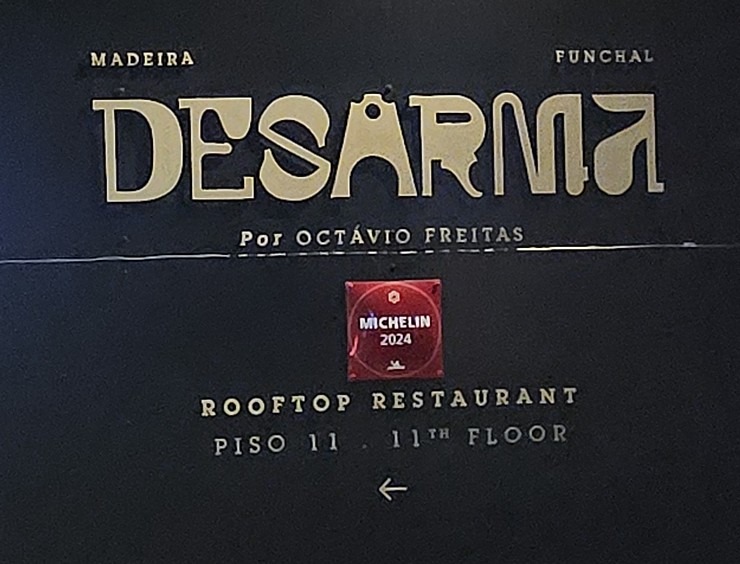 MADEIRA FUNCHAL
DESARMA
Por OCTÁVIO FREITAS
MICHELIN
2024
ROOFTOP RESTAURANT
PISO 11 . 11TH FLOOR
←